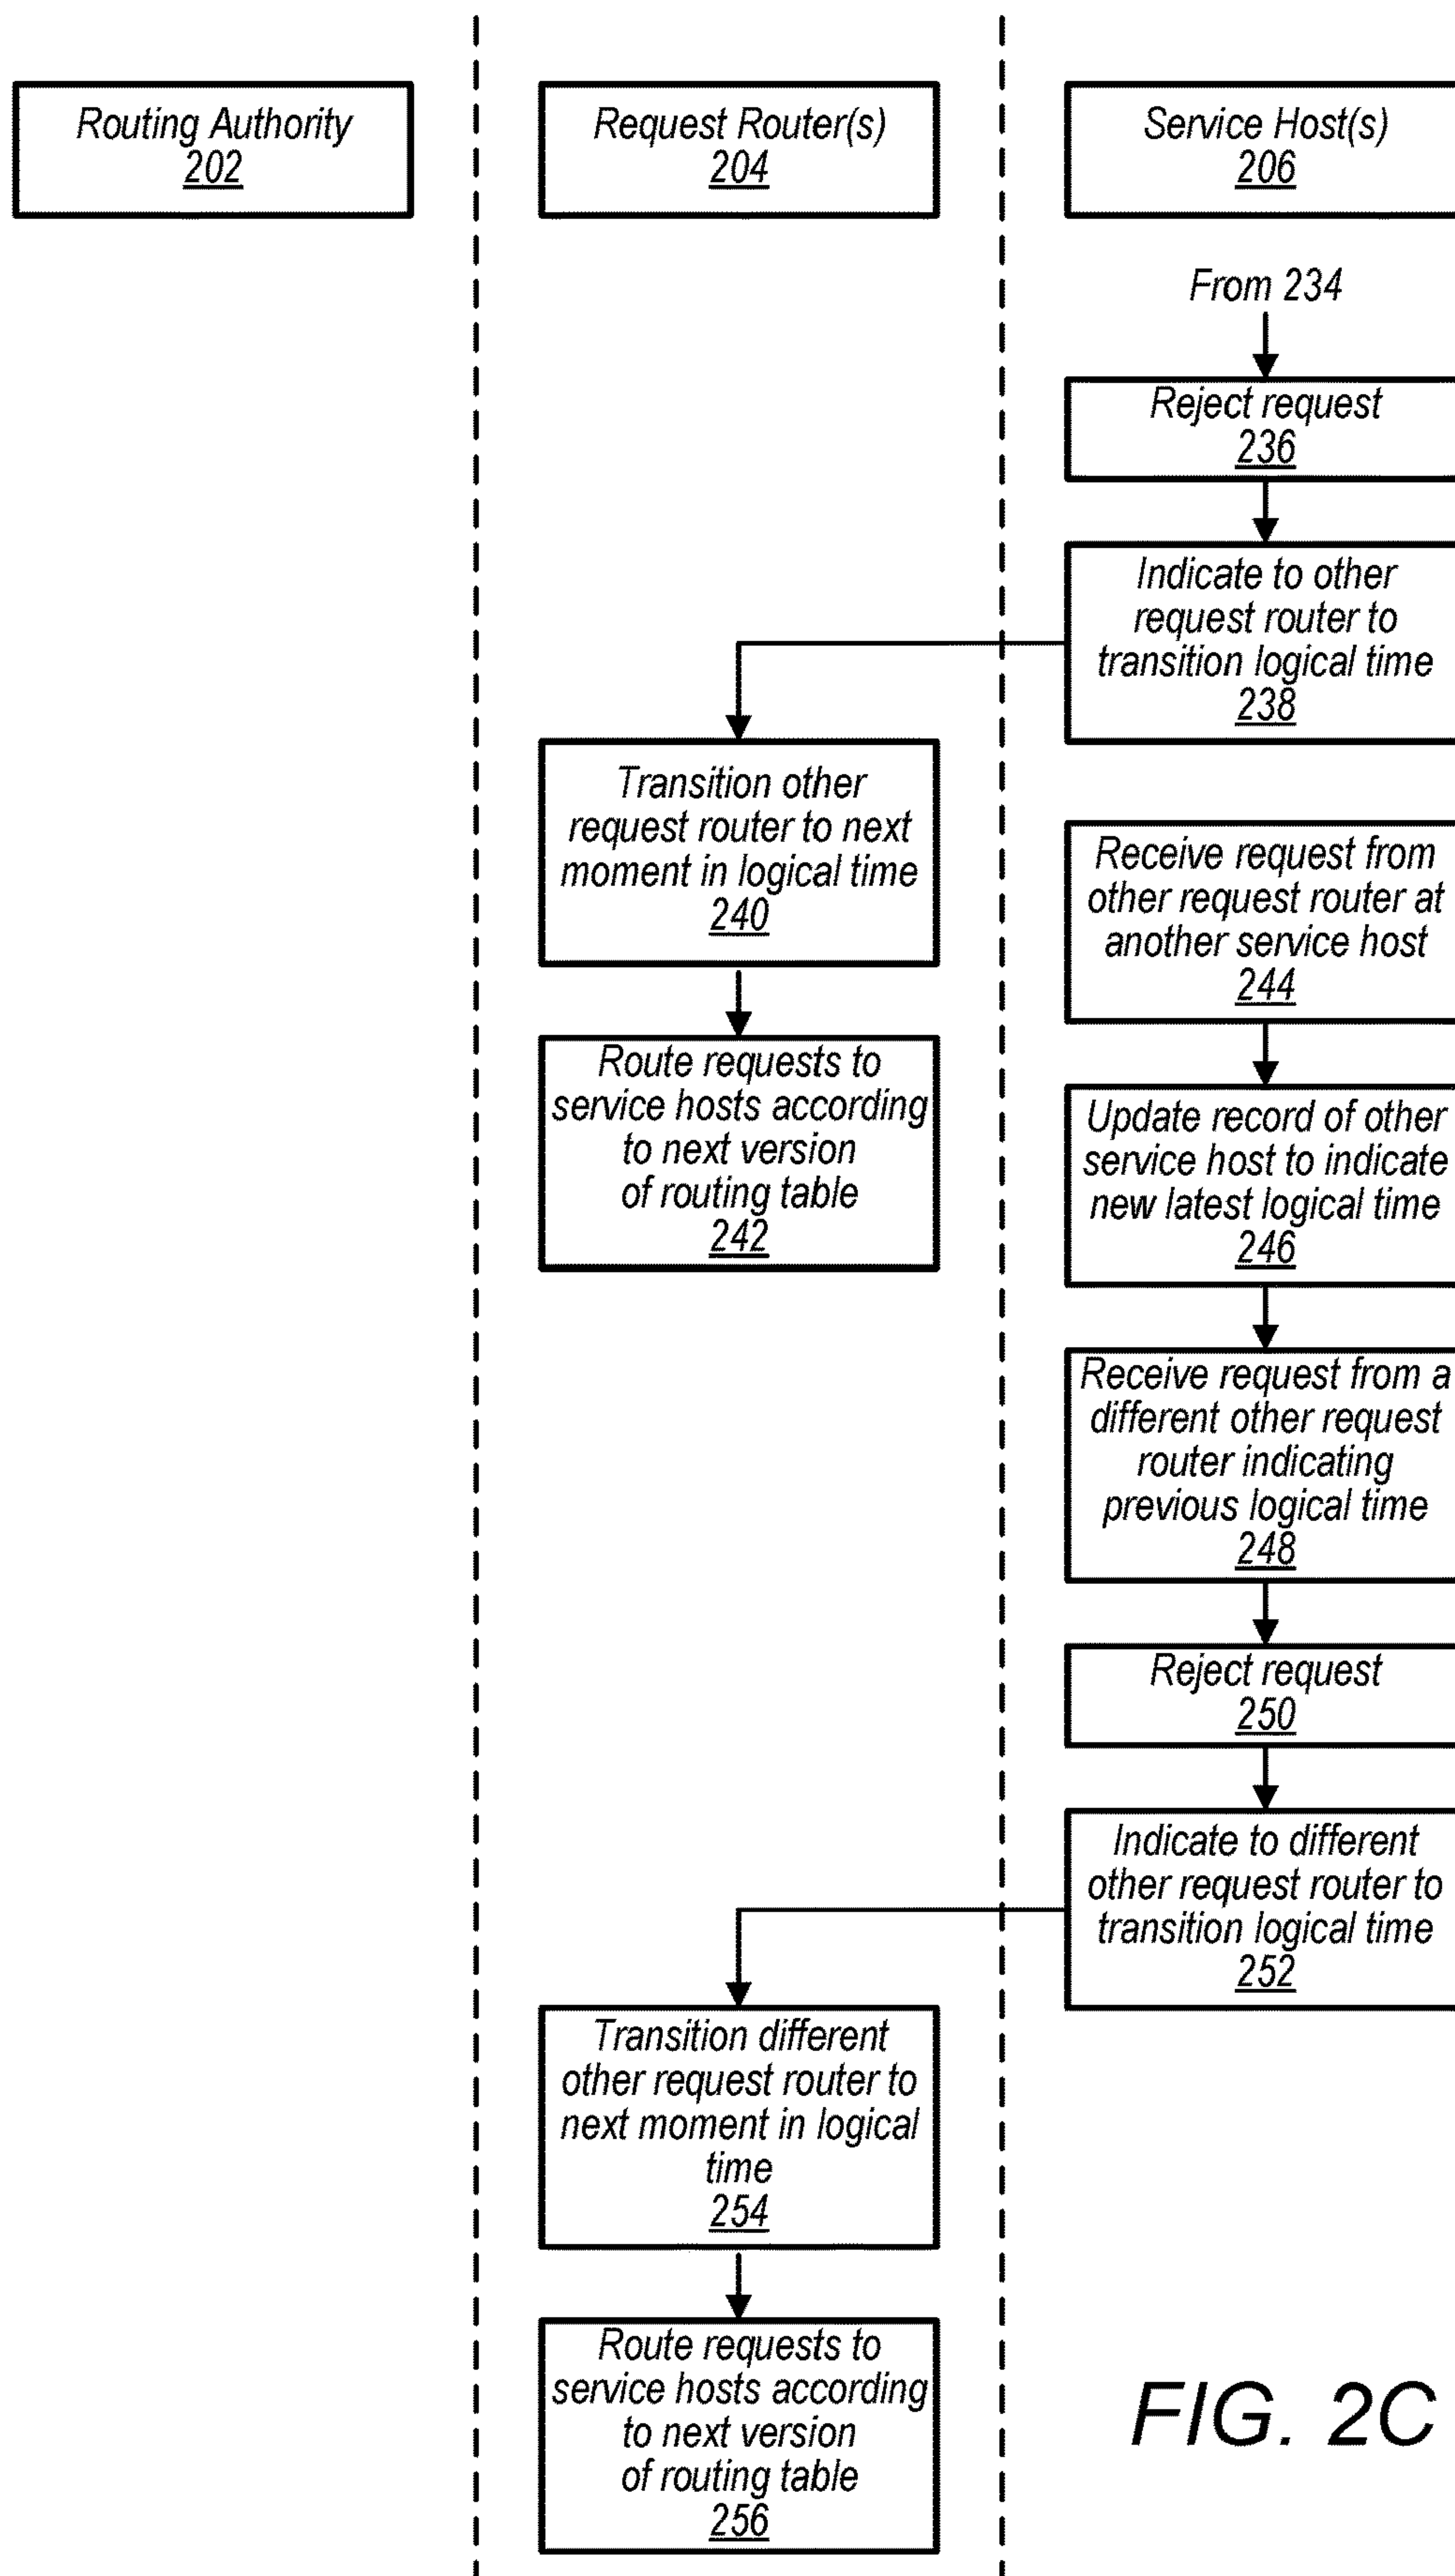 Routing Authority
202
Request Router(s)
204
Service Host(s)
206
From 234
Reject request
236
Indicate to other
request router to
transition logical time
238
Transition other
request router to next
moment in logical time
240
Receive request from
other request router at
another service host
244
Route requests to
service hosts according
to next version
of routing table
242
Update record of other
service host to indicate
new latest logical time
246
Receive request from a
different other request
router indicating
previous logical time
248
Reject request
250
Indicate to different
other request router to
transition logical time
252
Transition different
other request router to
next moment in logical
time
254
Route requests to
service hosts according
to next version
of routing table
256
FIG. 2C